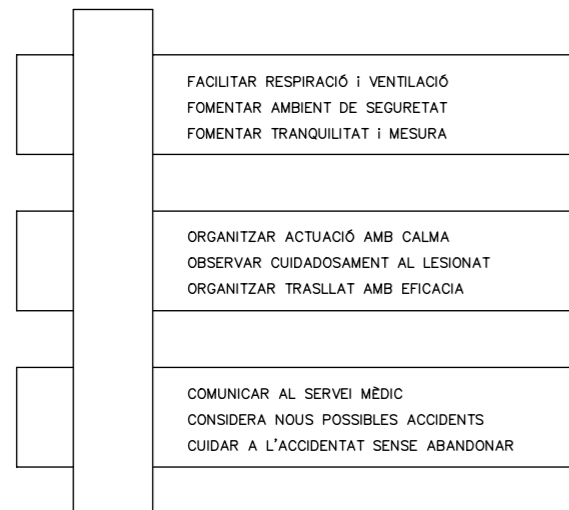 FACILITAR RESPIRACIÓ i VENTILACIÓ
FOMENTAR AMBIENT DE SEGURETAT
FOMENTAR TRANQUILITAT i MESURA
ORGANITZAR ACTUACIÓ AMB CALMA
OBSERVAR CUIDADOSAMENT AL LESIONAT
ORGANITZAR TRASLLAT AMB EFICACIA
COMUNICAR AL SERVEI MÈDIC
CONSIDERA NOUS POSSIBLES ACCIDENTS
CUIDAR A L'ACCIDENTAT SENSE ABANDONAR